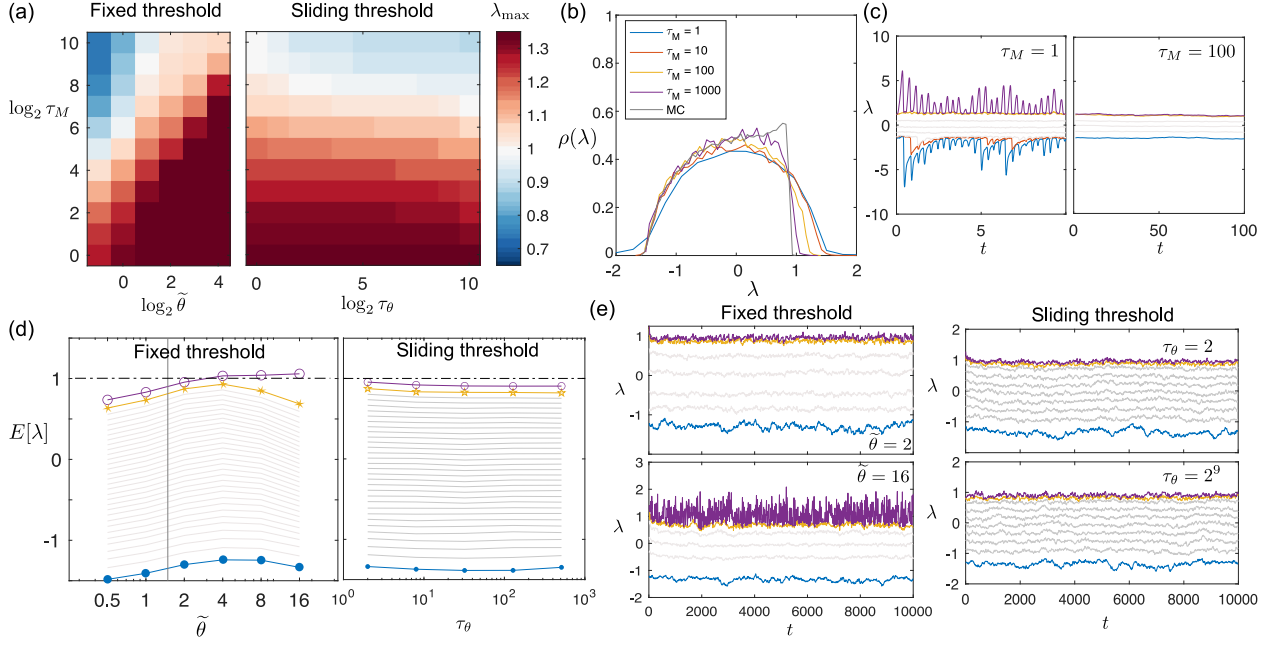 (a)
Fixed threshold
Sliding threshold
λmax
10
8
6
4
2
0
log2 τM
0
2
4
log2 θ̃
0
5
10
log2 τθ
1.3
1.2
1.1
1
0.9
0.8
0.7
(b)
τM = 1
τM = 10
τM = 100
τM = 1000
MC
1
0.8
0.6
0.4
0.2
0
ρ(λ)
-2
-1
0
1
2
λ
(c)
τM = 1
τM = 100
10
5
0
-5
-10
λ
0
5
0
50
100
t
t
(d)
Fixed threshold
Sliding threshold
1
0
-1
E[λ]
0.5
1
2
4
8
16
θ̃
10^0
10^1
10^2
10^3
τθ
(e)
Fixed threshold
Sliding threshold
1
0
-1
λ
θ̃ = 2
2
1
0
-1
-2
λ
τθ = 2
2
1
0
-1
-2
λ
θ̃ = 16
0
2000
4000
6000
8000
10000
t
2
1
0
-1
-2
λ
τθ = 2^9
0
2000
4000
6000
8000
10000
t